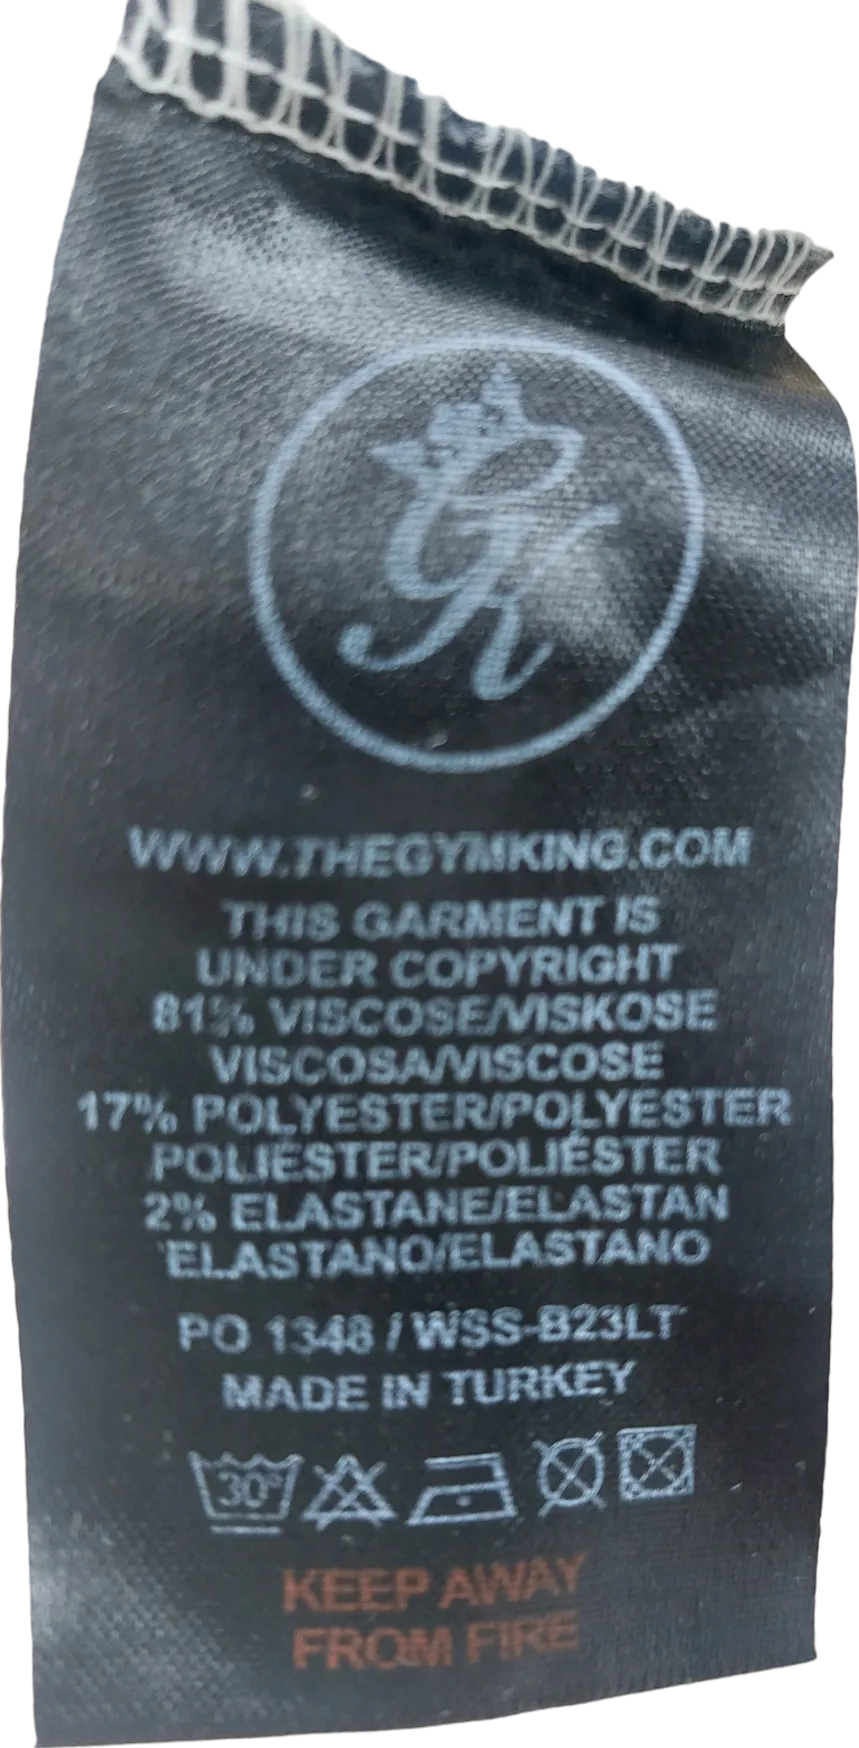 GK
WWW.THEGYMKING.COM
THIS GARMENT IS
UNDER COPYRIGHT
81% VISCOSE/VISKOSE
VISCOSA/VISCOSE
17% POLYESTER/POLYESTER
POLIÉSTER/POLIÉSTER
2% ELASTANE/ELASTAN
ELASTANO/ELASTANO
PO 1348 / WSS-B23LT
MADE IN TURKEY
30°
KEEP AWAY
FROM FIRE